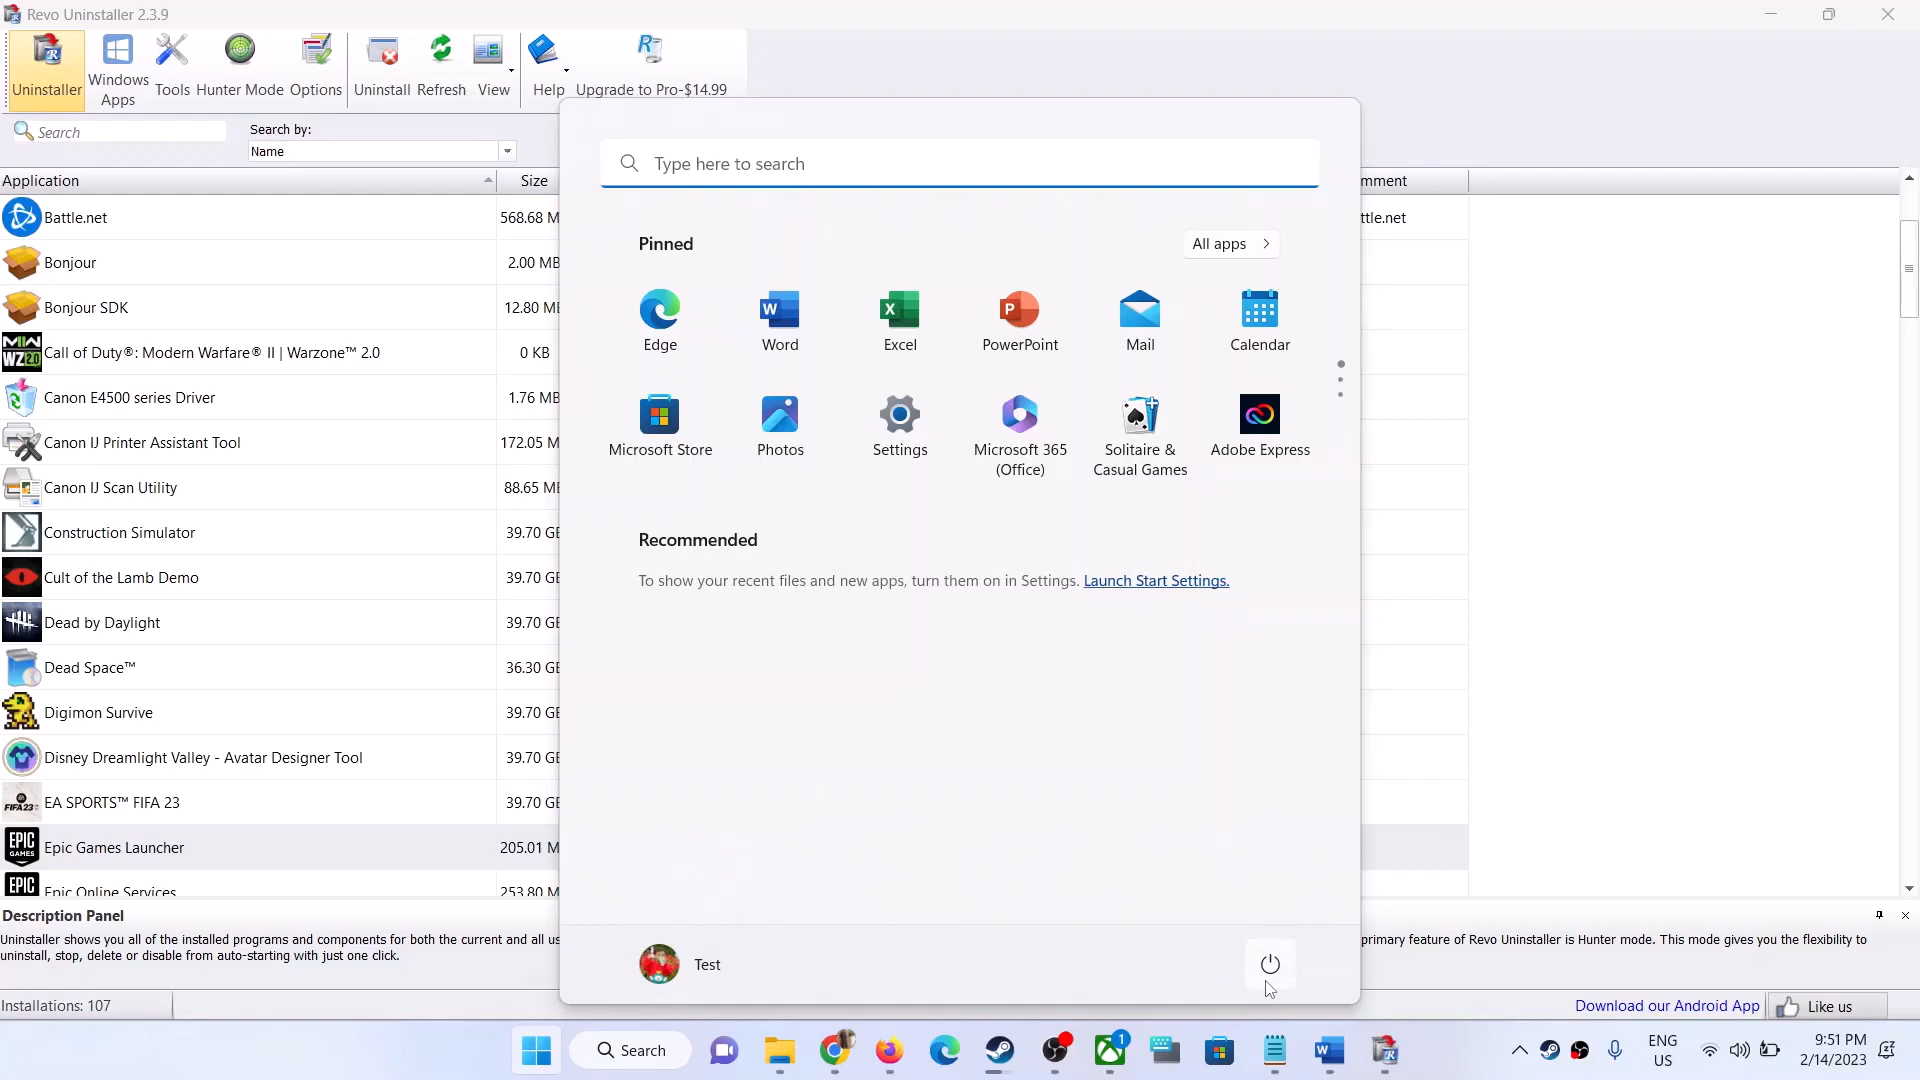 Revo Uninstaller 2.3.9
Uninstaller
Windows Apps
Tools
Hunter Mode
Options
Uninstall
Refresh
View
Help
Upgrade to Pro-$14.99
Search
Search by:
Name
Application
Size
mment
Battle.net
568.68 M
ttle.net
Bonjour
2.00 MB
Bonjour SDK
12.80 M
Call of Duty®: Modern Warfare® II | Warzone™ 2.0
0 KB
Canon E4500 series Driver
1.76 MB
Canon IJ Printer Assistant Tool
172.05 M
Canon IJ Scan Utility
88.65 M
Construction Simulator
39.70 G
Cult of the Lamb Demo
39.70 G
Dead by Daylight
39.70 G
Dead Space™
36.30 G
Digimon Survive
39.70 G
Disney Dreamlight Valley - Avatar Designer Tool
39.70 G
EA SPORTS™ FIFA 23
39.70 G
Epic Games Launcher
205.01 M
Epic Online Services
253.80 M
Type here to search
Pinned
All apps
Edge
Word
Excel
PowerPoint
Mail
Calendar
Microsoft Store
Photos
Settings
Microsoft 365
(Office)
Solitaire &
Casual Games
Adobe Express
Recommended
To show your recent files and new apps, turn them on in Settings. Launch Start Settings.
Test
Description Panel
Uninstaller shows you all of the installed programs and components for both the current and all us
primary feature of Revo Uninstaller is Hunter mode. This mode gives you the flexibility to
uninstall, stop, delete or disable from auto-starting with just one click.
Installations: 107
Download our Android App
Like us
Search
1
ENG
US
9:51 PM
2/14/2023